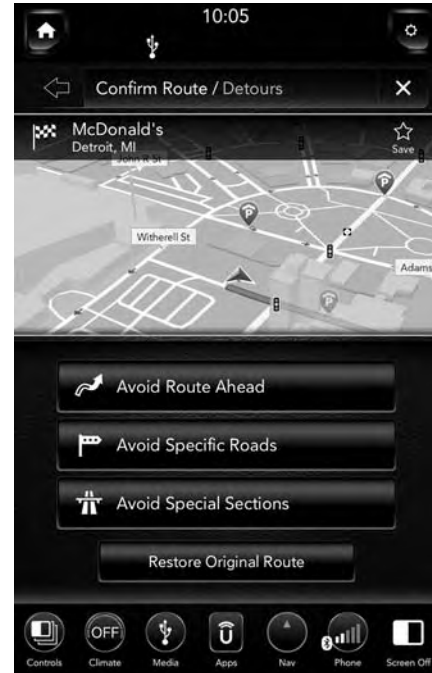 10:05
Confirm Route / Detours
McDonald's
Detroit, MI
Save
John R St
Witherell St
Adams
Avoid Route Ahead
Avoid Specific Roads
Avoid Special Sections
Restore Original Route
OFF
Controls Climate Media Apps Nav Phone Screen Off